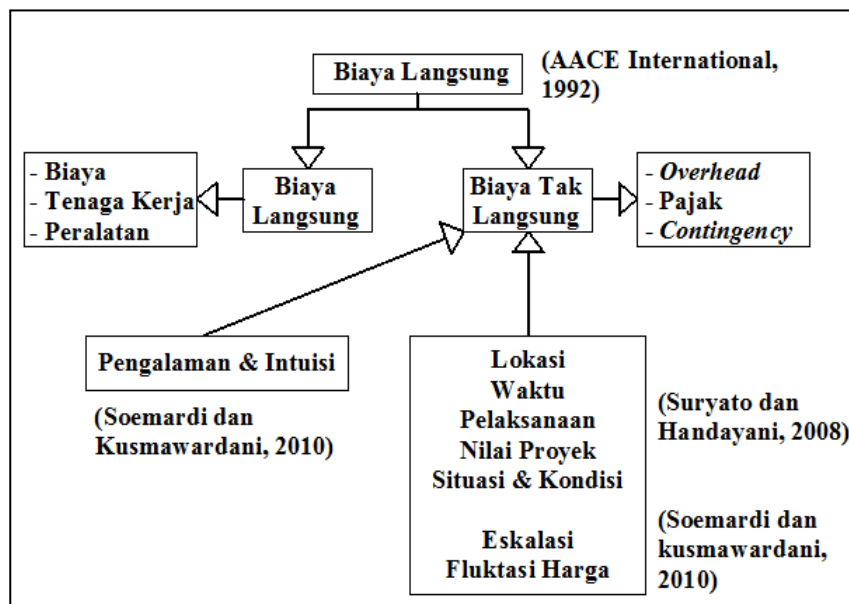 Biaya Langsung
(AACE International,
1992)
- Biaya
- Tenaga Kerja
- Peralatan
Biaya
Langsung
Biaya Tak
Langsung
- Overhead
- Pajak
- Contingency
Pengalaman & Intuisi
(Soemardi dan
Kusmawardani, 2010)
Lokasi
Waktu
Pelaksanaan
Nilai Proyek
Situasi & Kondisi
(Suryato dan
Handayani, 2008)
Eskalasi
Fluktasi Harga
(Soemardi dan
kusmawardani,
2010)